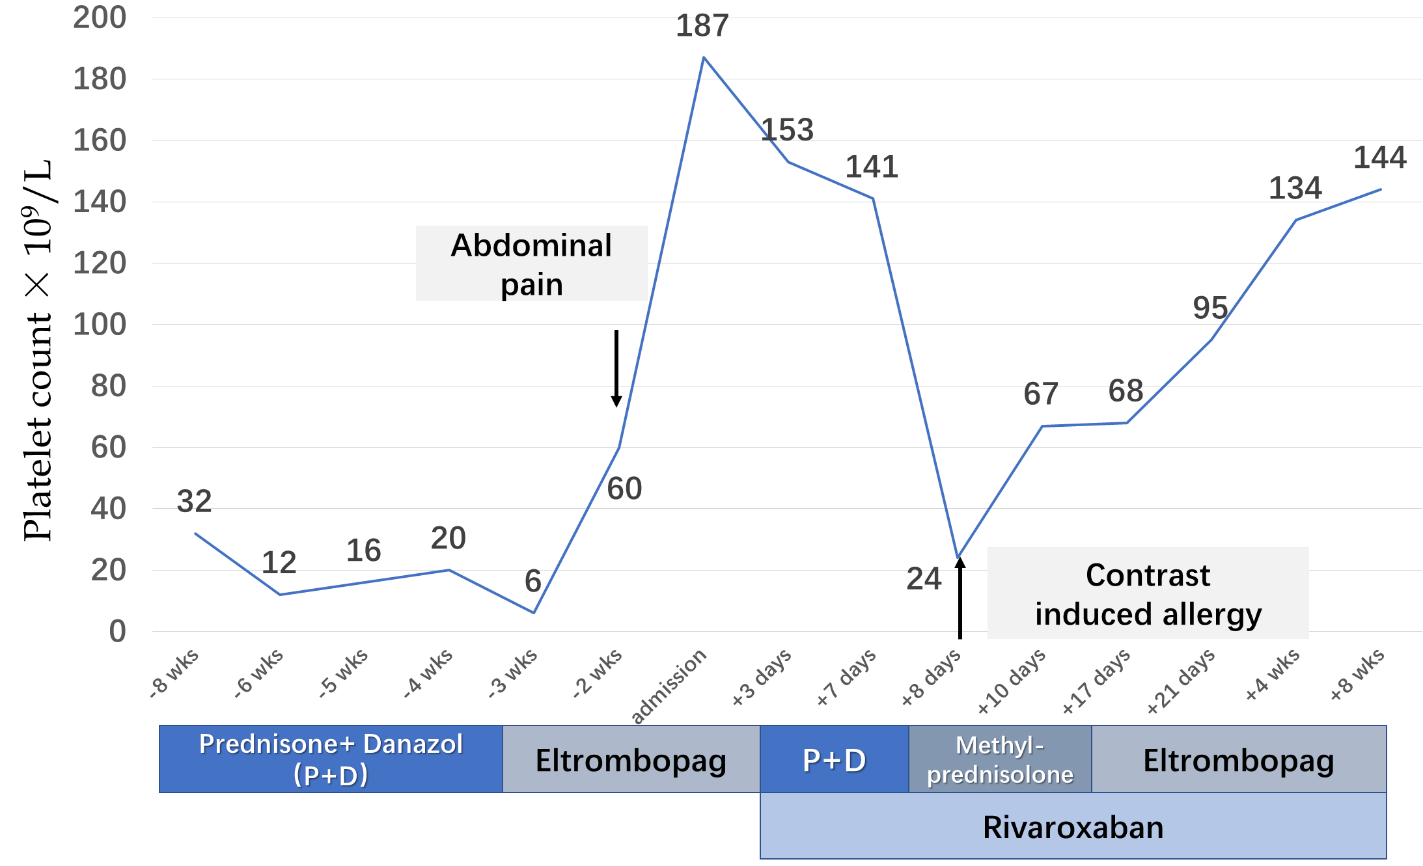 200
180
160
140
120
100
80
60
40
20
0
Platelet count × 10⁹/L
32
12
16
20
6
60
187
153
141
24
67
68
95
134
144
Abdominal
pain
Contrast
induced allergy
-8 wks
-6 wks
-5 wks
-4 wks
-3 wks
-2 wks
admission
+3 days
+7 days
+8 days
+10 days
+17 days
+21 days
+4 wks
+8 wks
Prednisone+ Danazol
(P+D)
Eltrombopag
P+D
Methyl-
prednisolone
Eltrombopag
Rivaroxaban